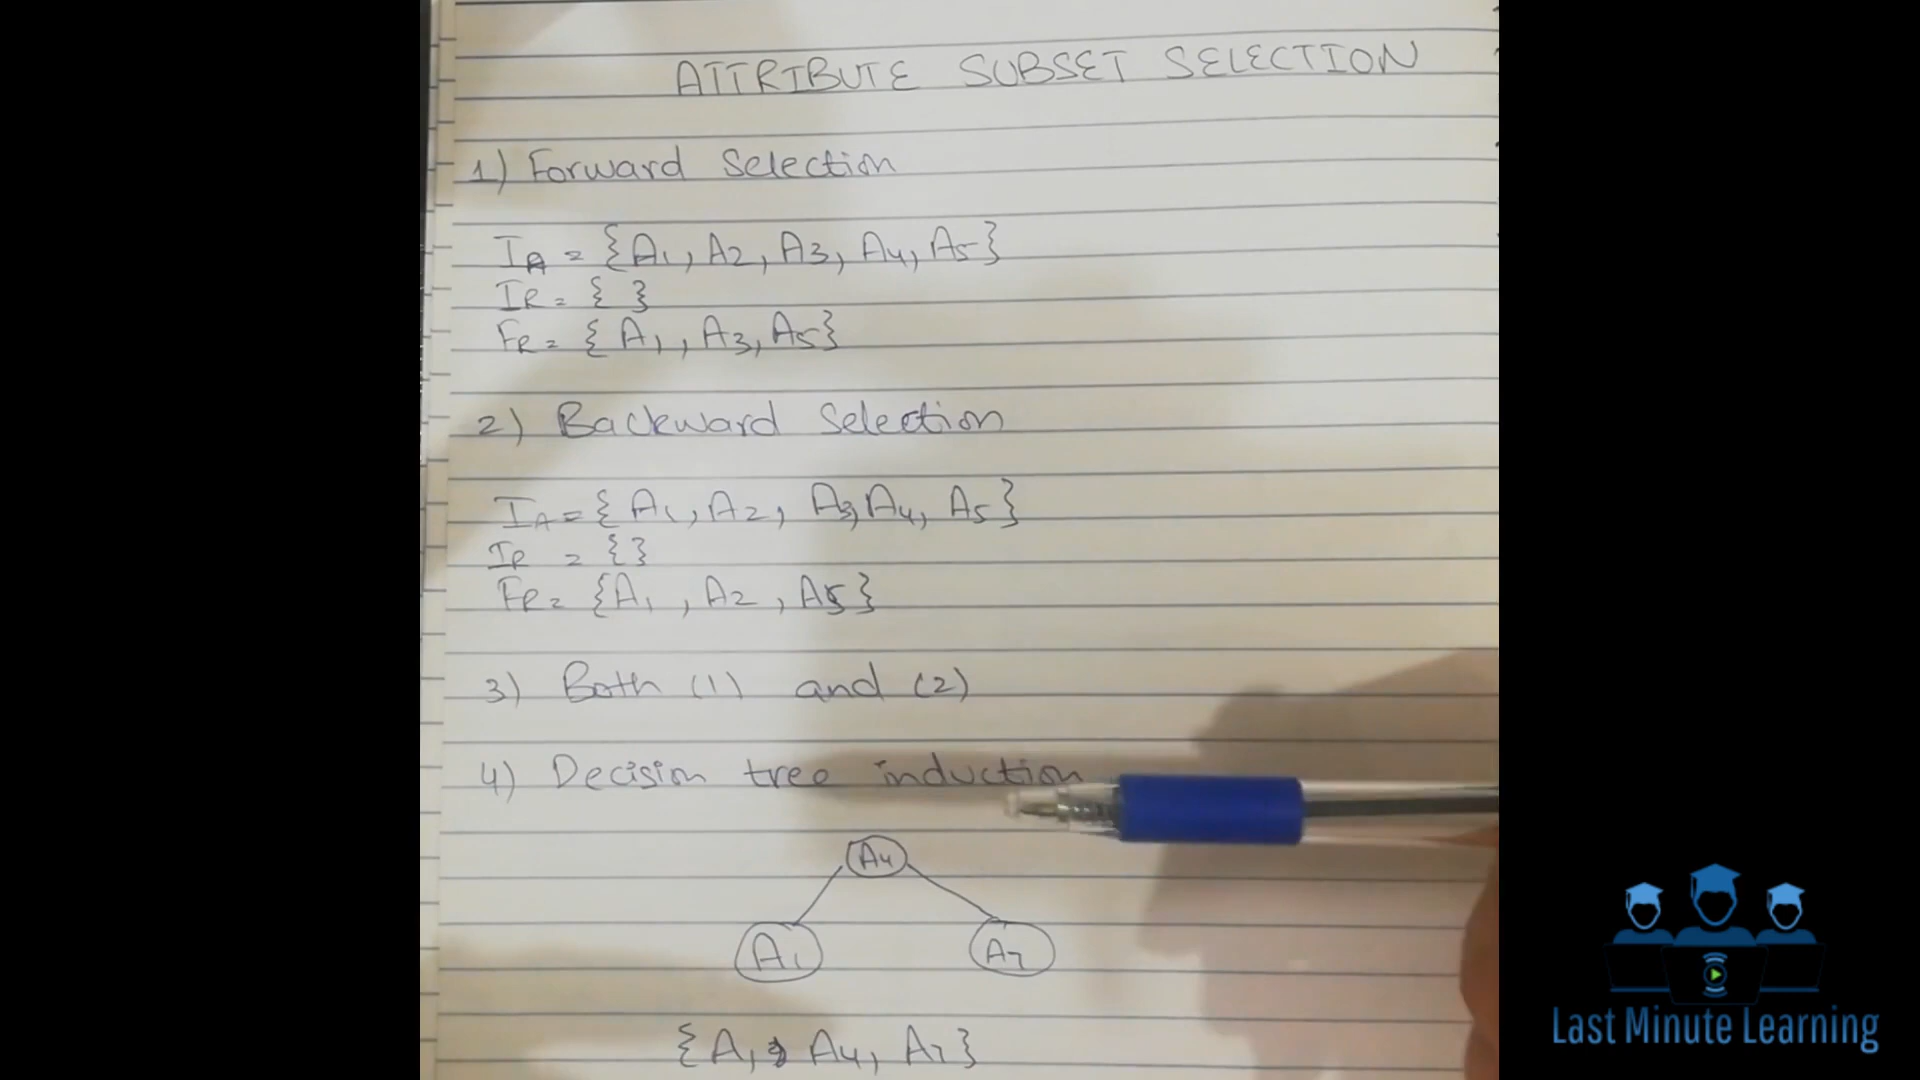 ATTRIBUTE SUBSET SELECTION
1) Forward Selection
IA = {A1, A2, A3, A4, A5}
IR = { }
FR = {A1, A3, A5}
2) Backward Selection
IA = {A1, A2, A3, A4, A5}
IR = {}
FR = {A1, A2, A5}
3) Both (1) and (2)
4) Decision tree induction
A4
A1 A7
{A1, A4, A7}
Last Minute Learning